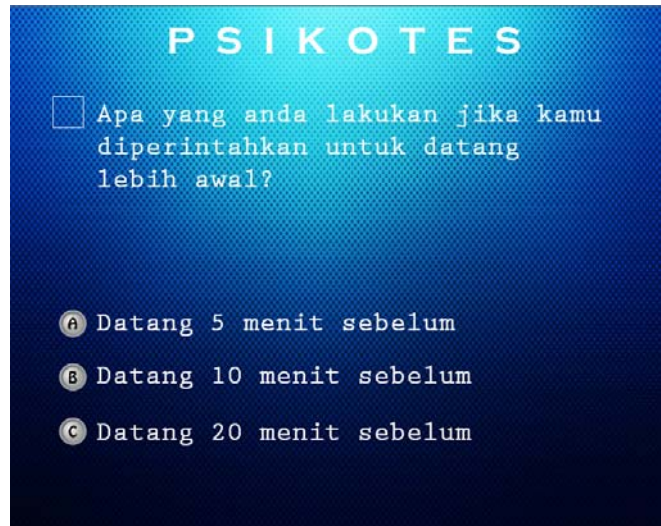 PSIKOTES
Apa yang anda lakukan jika kamu
diperintahkan untuk datang
lebih awal?
A Datang 5 menit sebelum
B Datang 10 menit sebelum
C Datang 20 menit sebelum